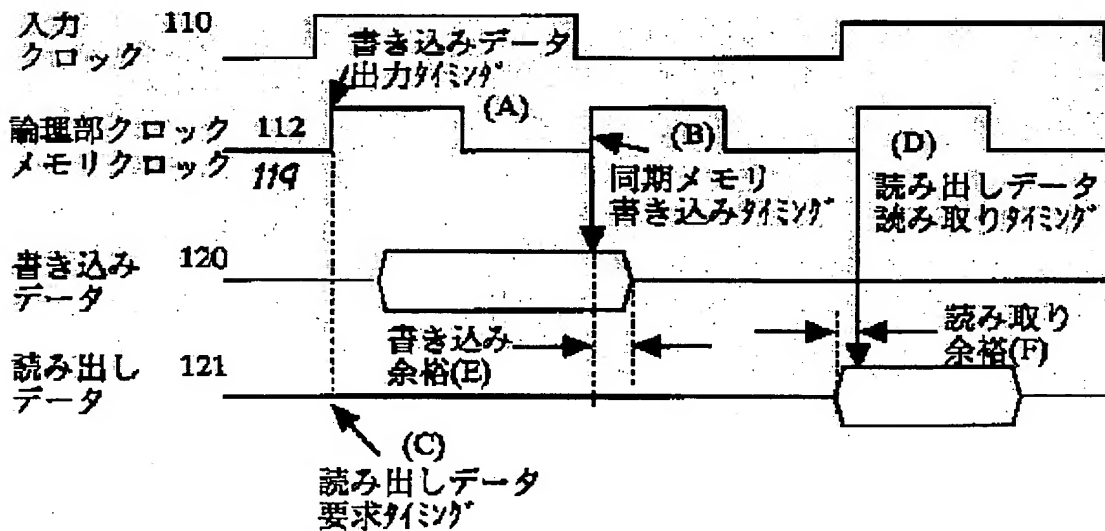 入力 110
クロック
書き込みデータ
出力タイミング
(A)
論理部クロック 112
メモリクロック 119
(B)
同期メモリ
書き込みタイミング
(D)
読み出しデータ
読み取りタイミング
書き込み 120
データ
書き込み
余裕(E)
読み取り
余裕(F)
読み出し 121
データ
(C)
読み出しデータ
要求タイミング